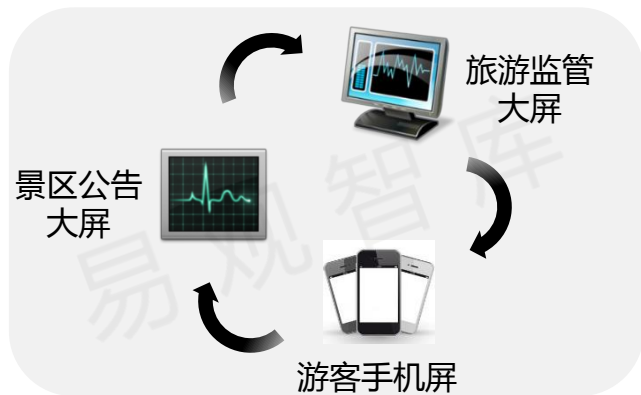 旅游监管
大屏
景区公告
大屏
游客手机屏
易观智库